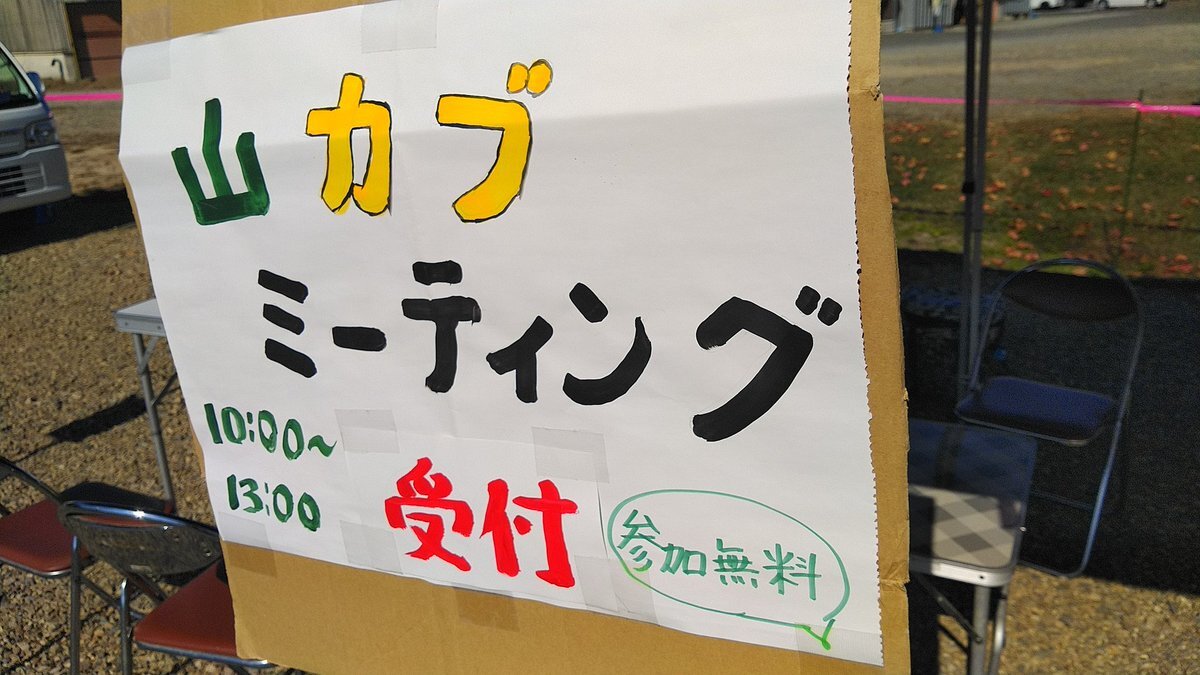 山カブ
ミーティング
10:00~
13:00
受付
参加無料